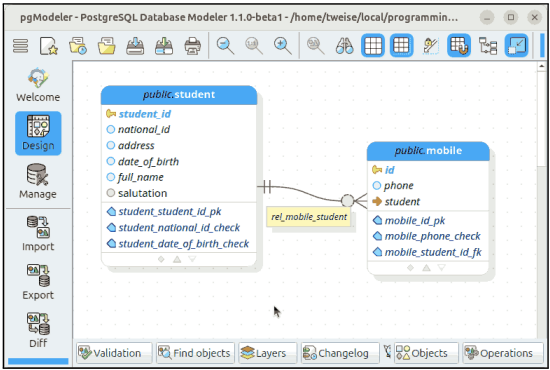 pgModeler - PostgreSQL Database Modeler 1.1.0-beta1 - /home/tweise/local/programmin...
Welcome
Design
Manage
Import
Export
Diff
public.student
student_id
national_id
address
date_of_birth
full_name
salutation
student_student_id_pk
student_national_id_check
student_date_of_birth_check
rel_mobile_student
public.mobile
id
phone
student
mobile_id_pk
mobile_phone_check
mobile_student_id_fk
Validation
Find objects
Layers
Changelog
Objects
Operations